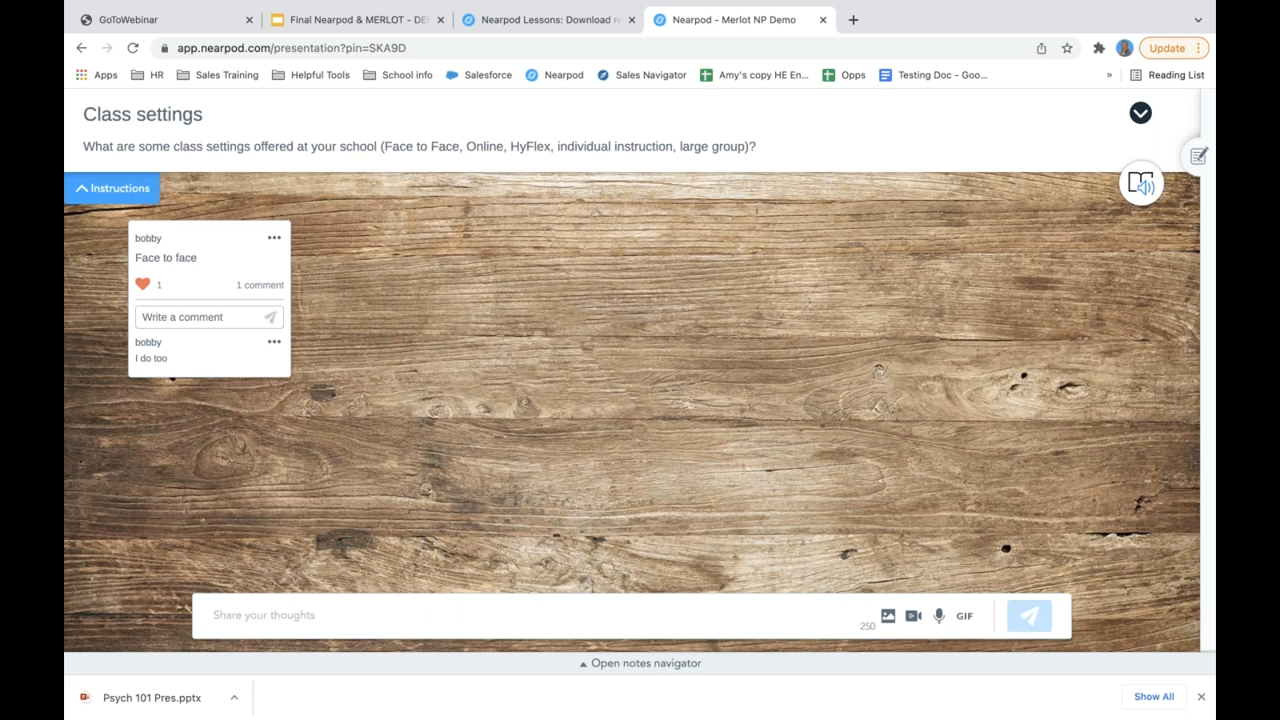 GoToWebinar
Final Nearpod & MERLOT - DE
Nearpod Lessons: Download r
Nearpod - Merlot NP Demo
app.nearpod.com/presentation?pin=SKA9D
Update
Apps
HR
Sales Training
Helpful Tools
School info
Salesforce
Nearpod
Sales Navigator
Amy's copy HE En...
Opps
Testing Doc - Goo...
»
Reading List
Class settings
What are some class settings offered at your school (Face to Face, Online, HyFlex, individual instruction, large group)?
Instructions
bobby
Face to face
1
1 comment
Write a comment
bobby
I do too
Share your thoughts
250
GIF
Open notes navigator
Psych 101 Pres.pptx
Show All